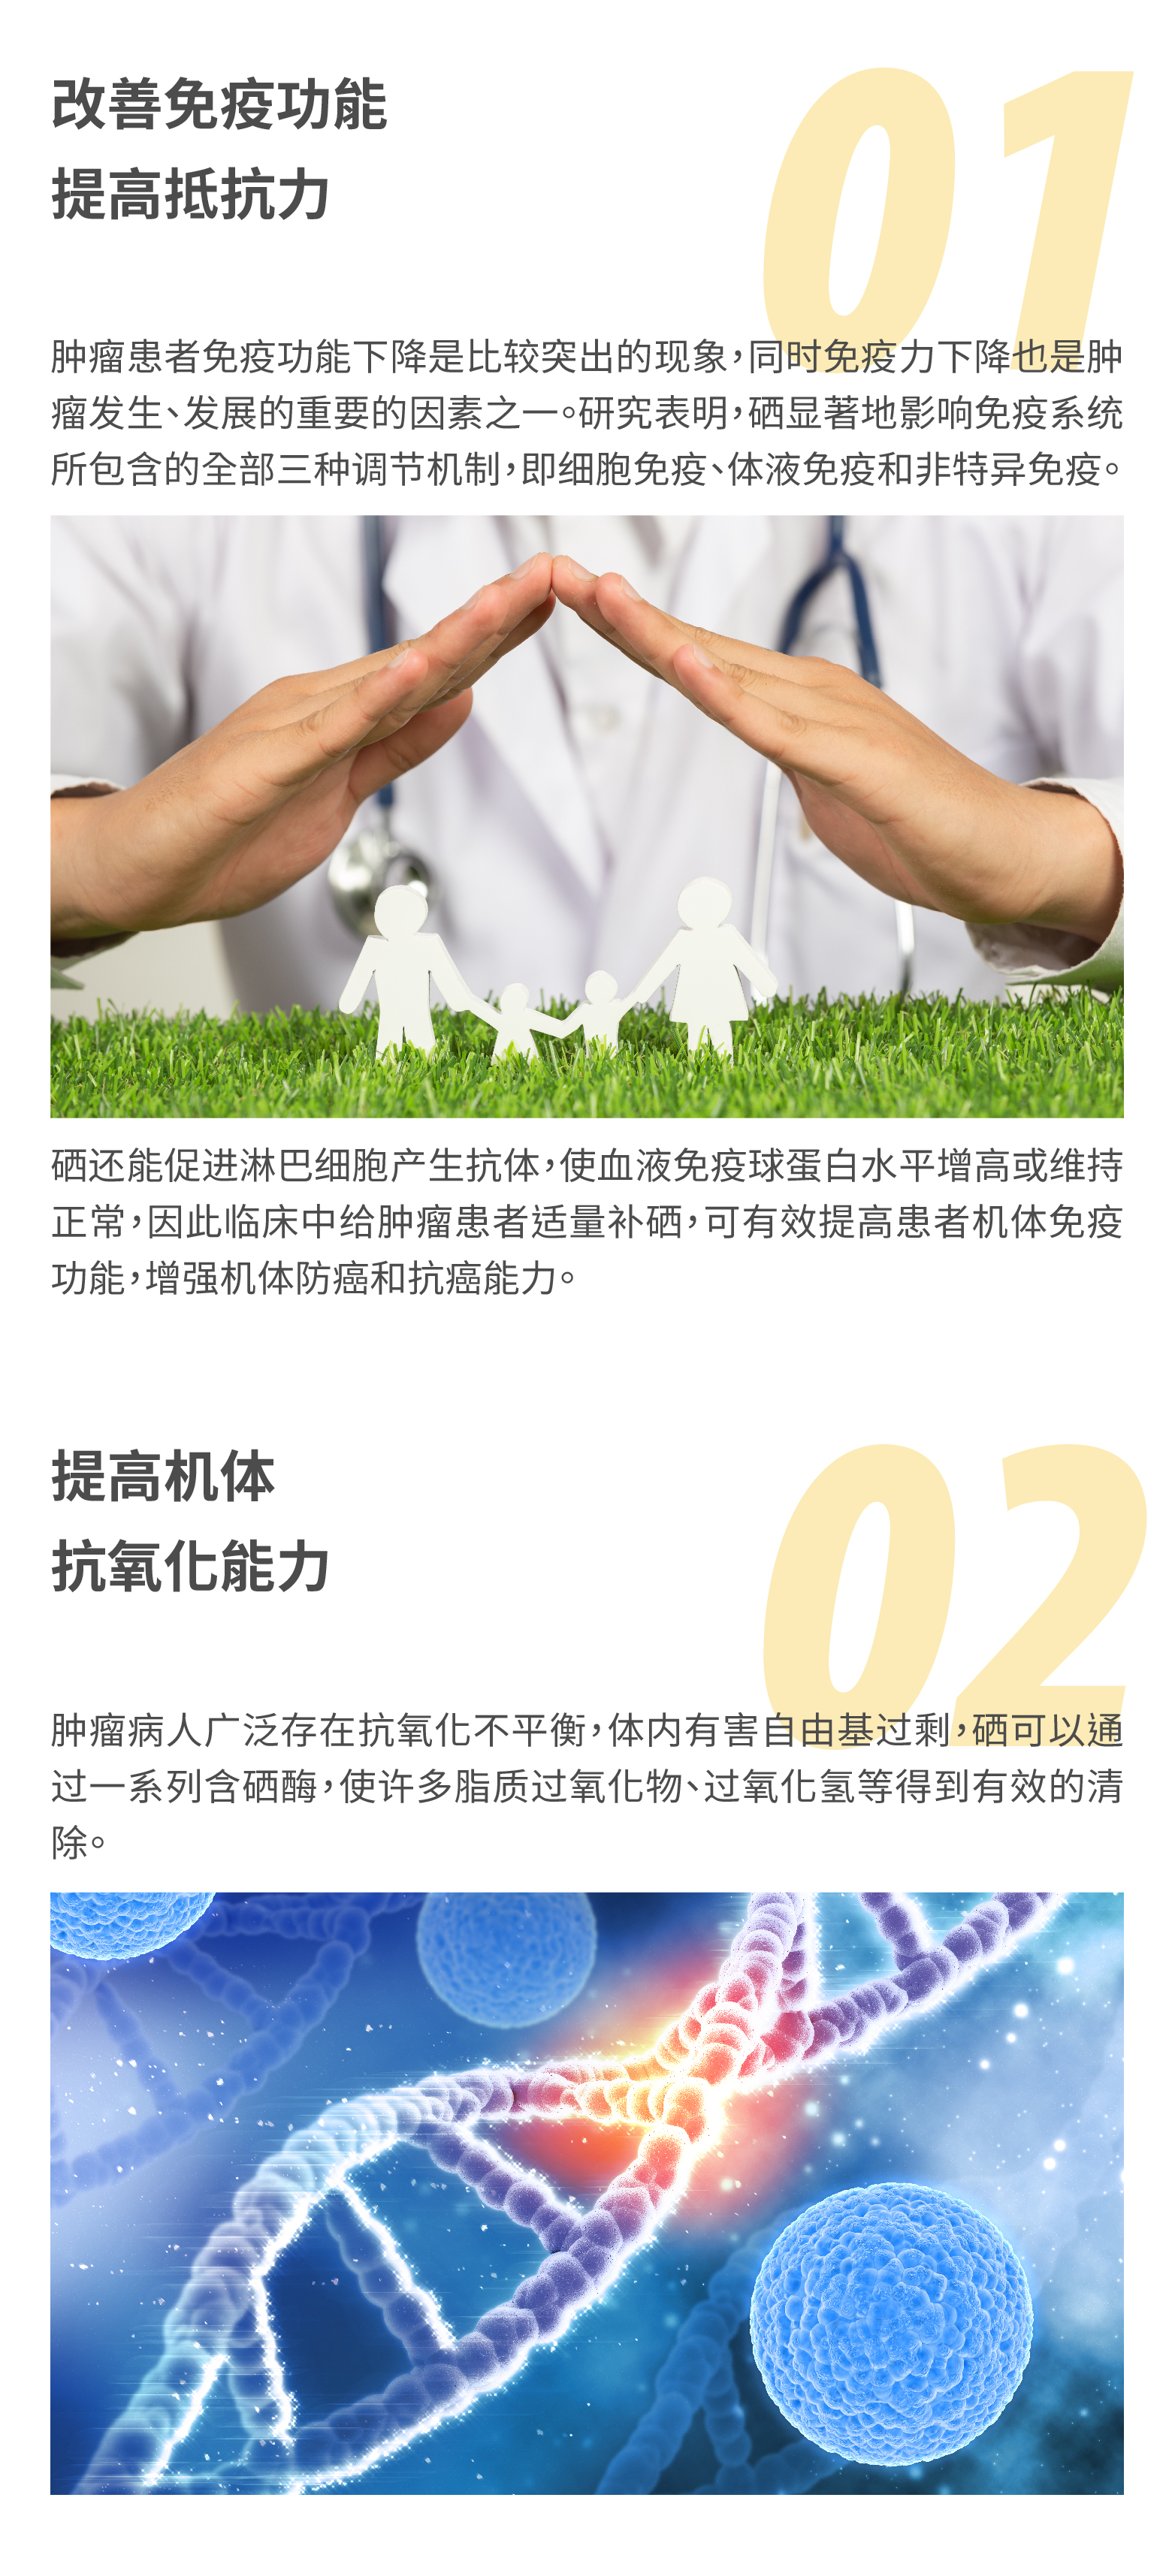 01
改善免疫功能
提高抵抗力
肿瘤患者免疫功能下降是比较突出的现象,同时免疫力下降也是肿
瘤发生、发展的重要的因素之一。研究表明,硒显著地影响免疫系统
所包含的全部三种调节机制,即细胞免疫、体液免疫和非特异免疫。
硒还能促进淋巴细胞产生抗体,使血液免疫球蛋白水平增高或维持
正常,因此临床中给肿瘤患者适量补硒,可有效提高患者机体免疫
功能,增强机体防癌和抗癌能力。
02
提高机体
抗氧化能力
肿瘤病人广泛存在抗氧化不平衡,体内有害自由基过剩,硒可以通
过一系列含硒酶,使许多脂质过氧化物、过氧化氢等得到有效的清
除。